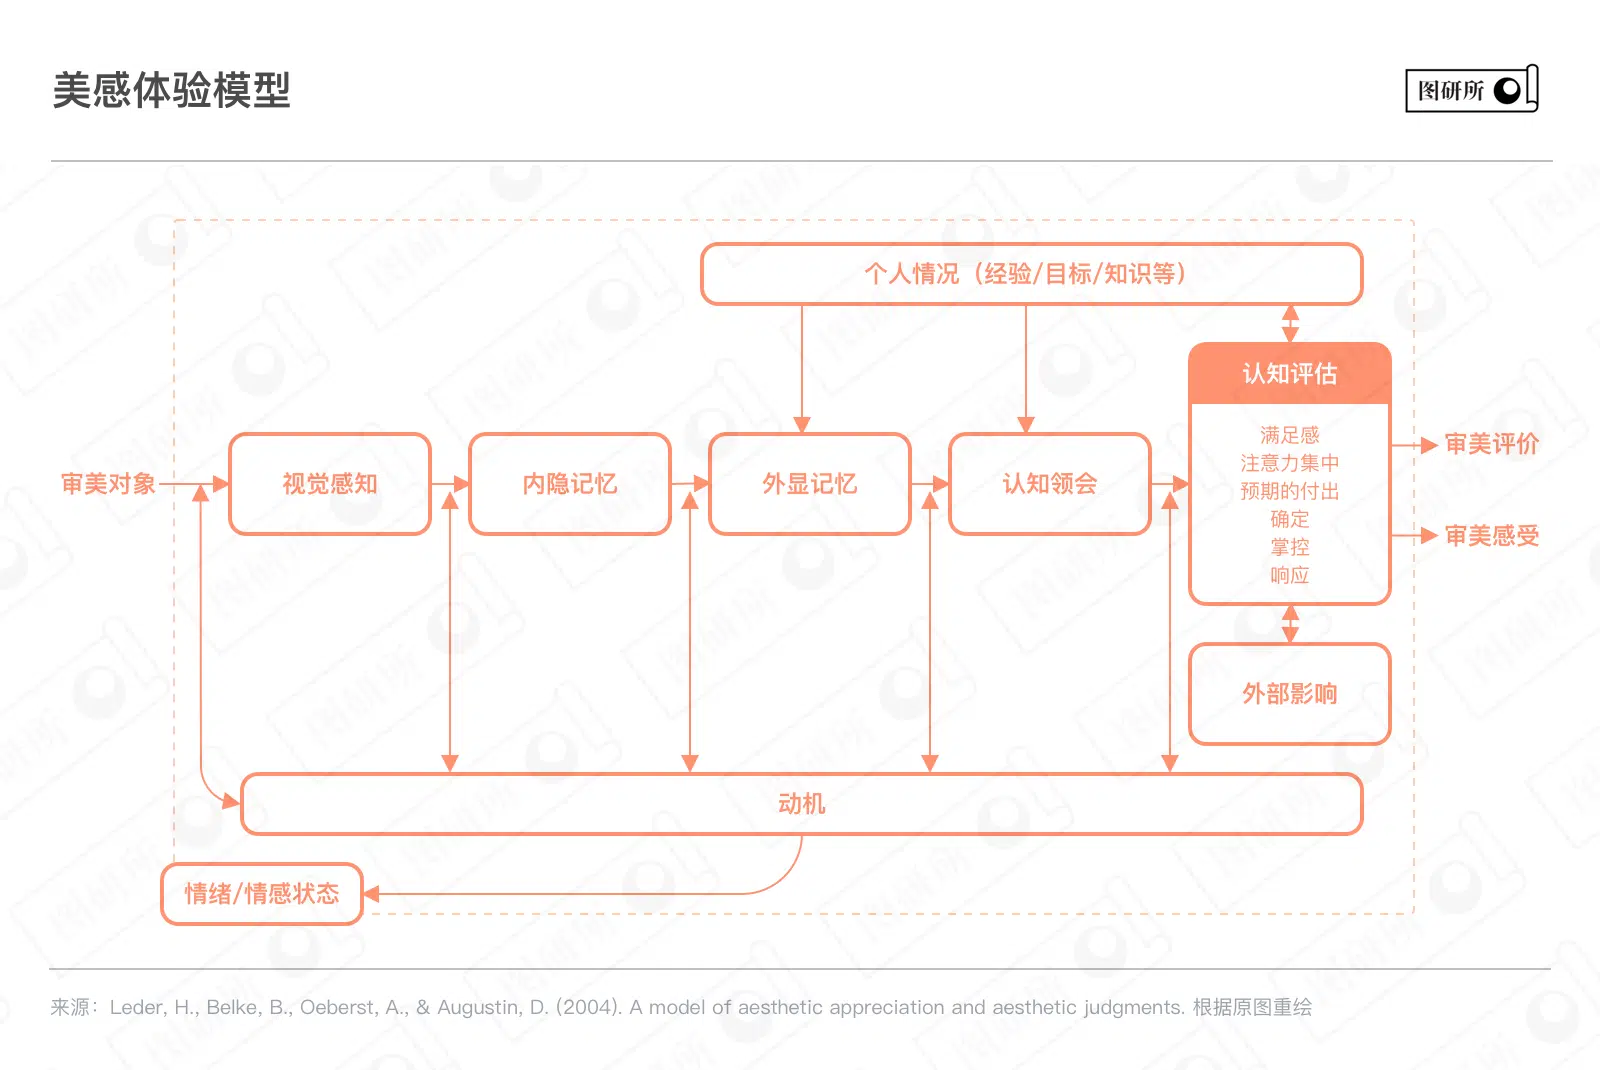 美感体验模型
图研所
个人情况（经验/目标/知识等）
认知评估
满足感
注意力集中
预期的付出
确定
掌控
响应
审美对象
视觉感知
内隐记忆
外显记忆
认知领会
审美评价
审美感受
外部影响
动机
情绪/情感状态
来源：Leder, H., Belke, B., Oeberst, A., & Augustin, D. (2004). A model of aesthetic appreciation and aesthetic judgments. 根据原图重绘